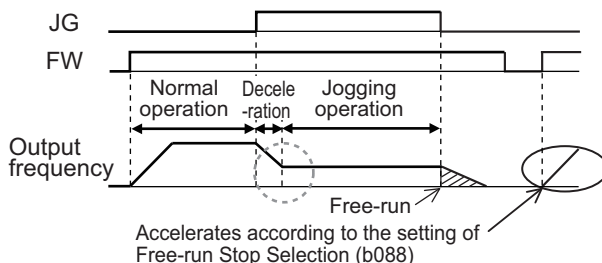 JG
FW
Normal
operation
Decele
-ration
Jogging
operation
Output
frequency
Free-run
Accelerates according to the setting of
Free-run Stop Selection (b088)